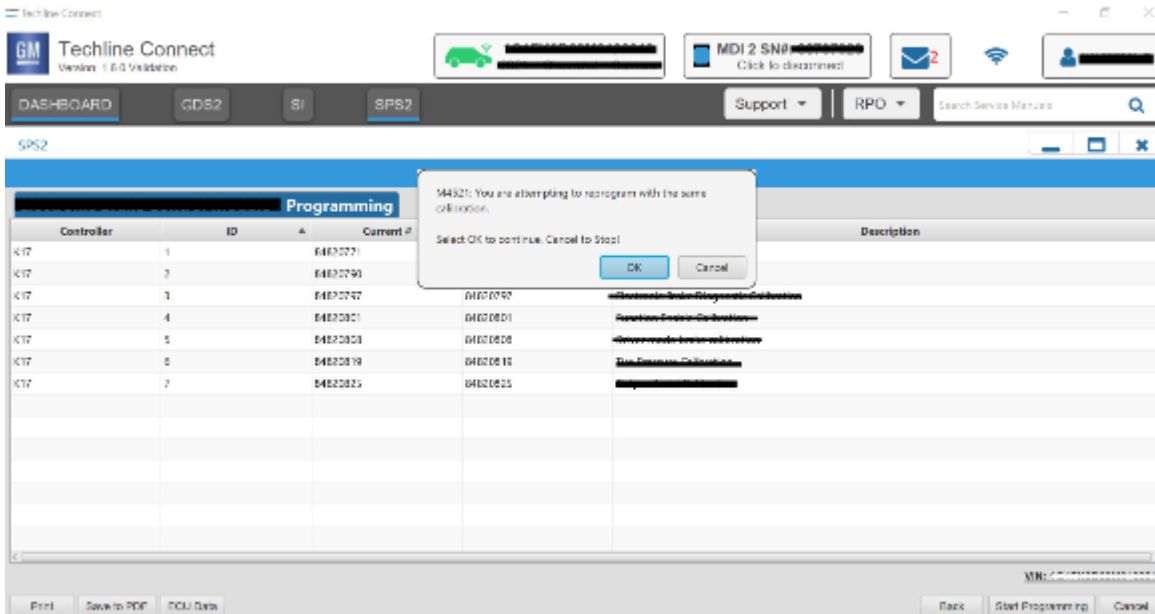 Techline Connect
GM
Techline Connect
Version: 1.6.0 Validation
MDI 2 SN#:
Click to disconnect
2
DASHBOARD GDS2 SI SPS2 Support RPO Search Service Manuals
SPS2
M4521: You are attempting to reprogram with the same
calibration.
Select OK to continue, Cancel to Stop!
OK Cancel
Programming
Controller ID Current # Description
K17 1 84820771
K17 2 84820790
K17 3 84820797 84820797
K17 4 84820801 84820801
K17 5 84820808 84820808
K17 6 84820819 84820819
K17 7 84820825 84820825
VIN:
Print Save to PDF ECU Data Back Start Programming Cancel